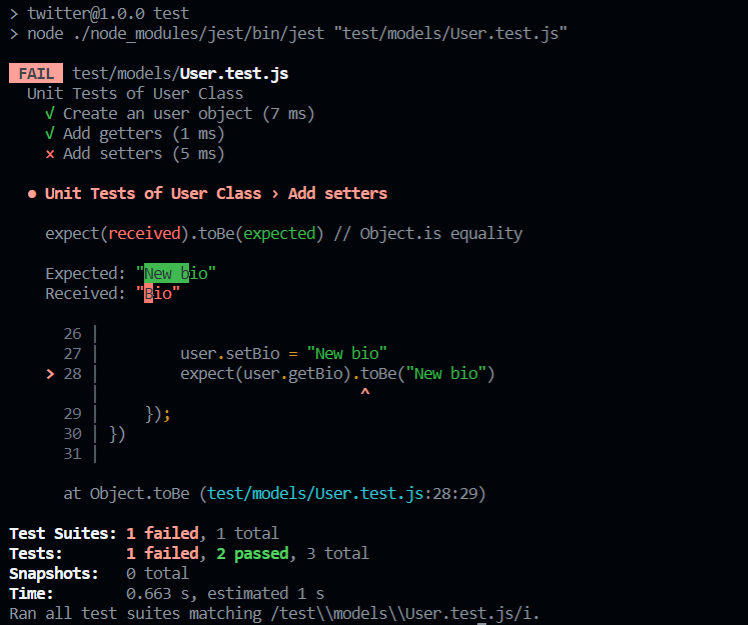 > twitter@1.0.0 test
> node ./node_modules/jest/bin/jest "test/models/User.test.js"
FAIL test/models/User.test.js
Unit Tests of User Class
√ Create an user object (7 ms)
√ Add getters (1 ms)
× Add setters (5 ms)
● Unit Tests of User Class › Add setters
expect(received).toBe(expected) // Object.is equality
Expected: "New bio"
Received: "Bio"
26 |
27 | user.setBio = "New bio"
> 28 | expect(user.getBio).toBe("New bio")
| ^
29 | });
30 | })
31 |
at Object.toBe (test/models/User.test.js:28:29)
Test Suites: 1 failed, 1 total
Tests: 1 failed, 2 passed, 3 total
Snapshots: 0 total
Time: 0.663 s, estimated 1 s
Ran all test suites matching /test\\models\\User.test.js/i.